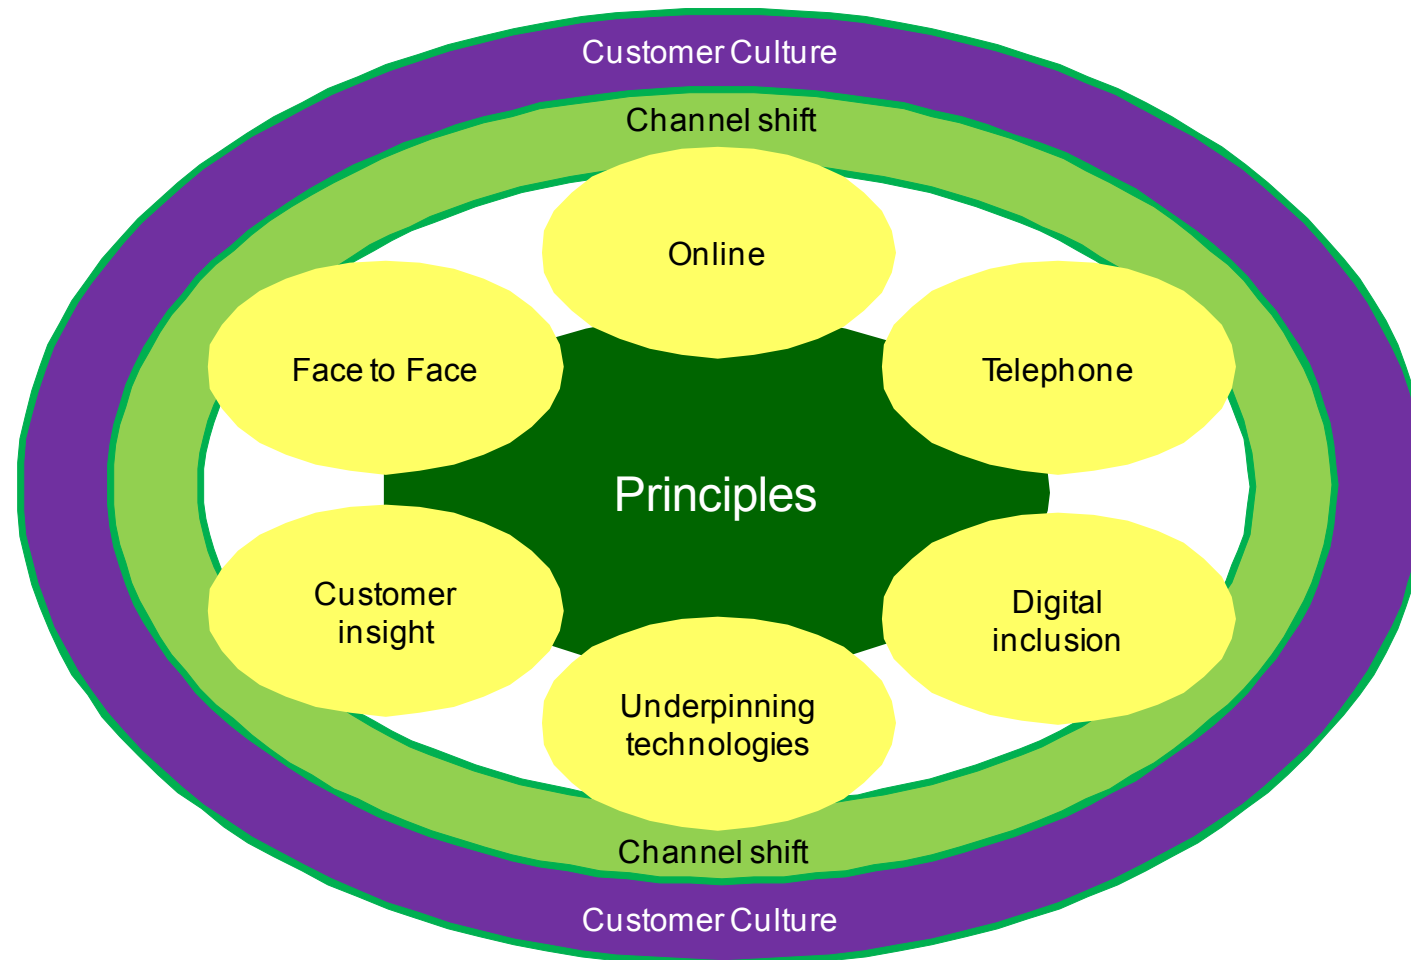 Customer Culture
Channel shift
Online
Face to Face
Telephone
Principles
Customer
insight
Digital
inclusion
Underpinning
technologies
Channel shift
Customer Culture